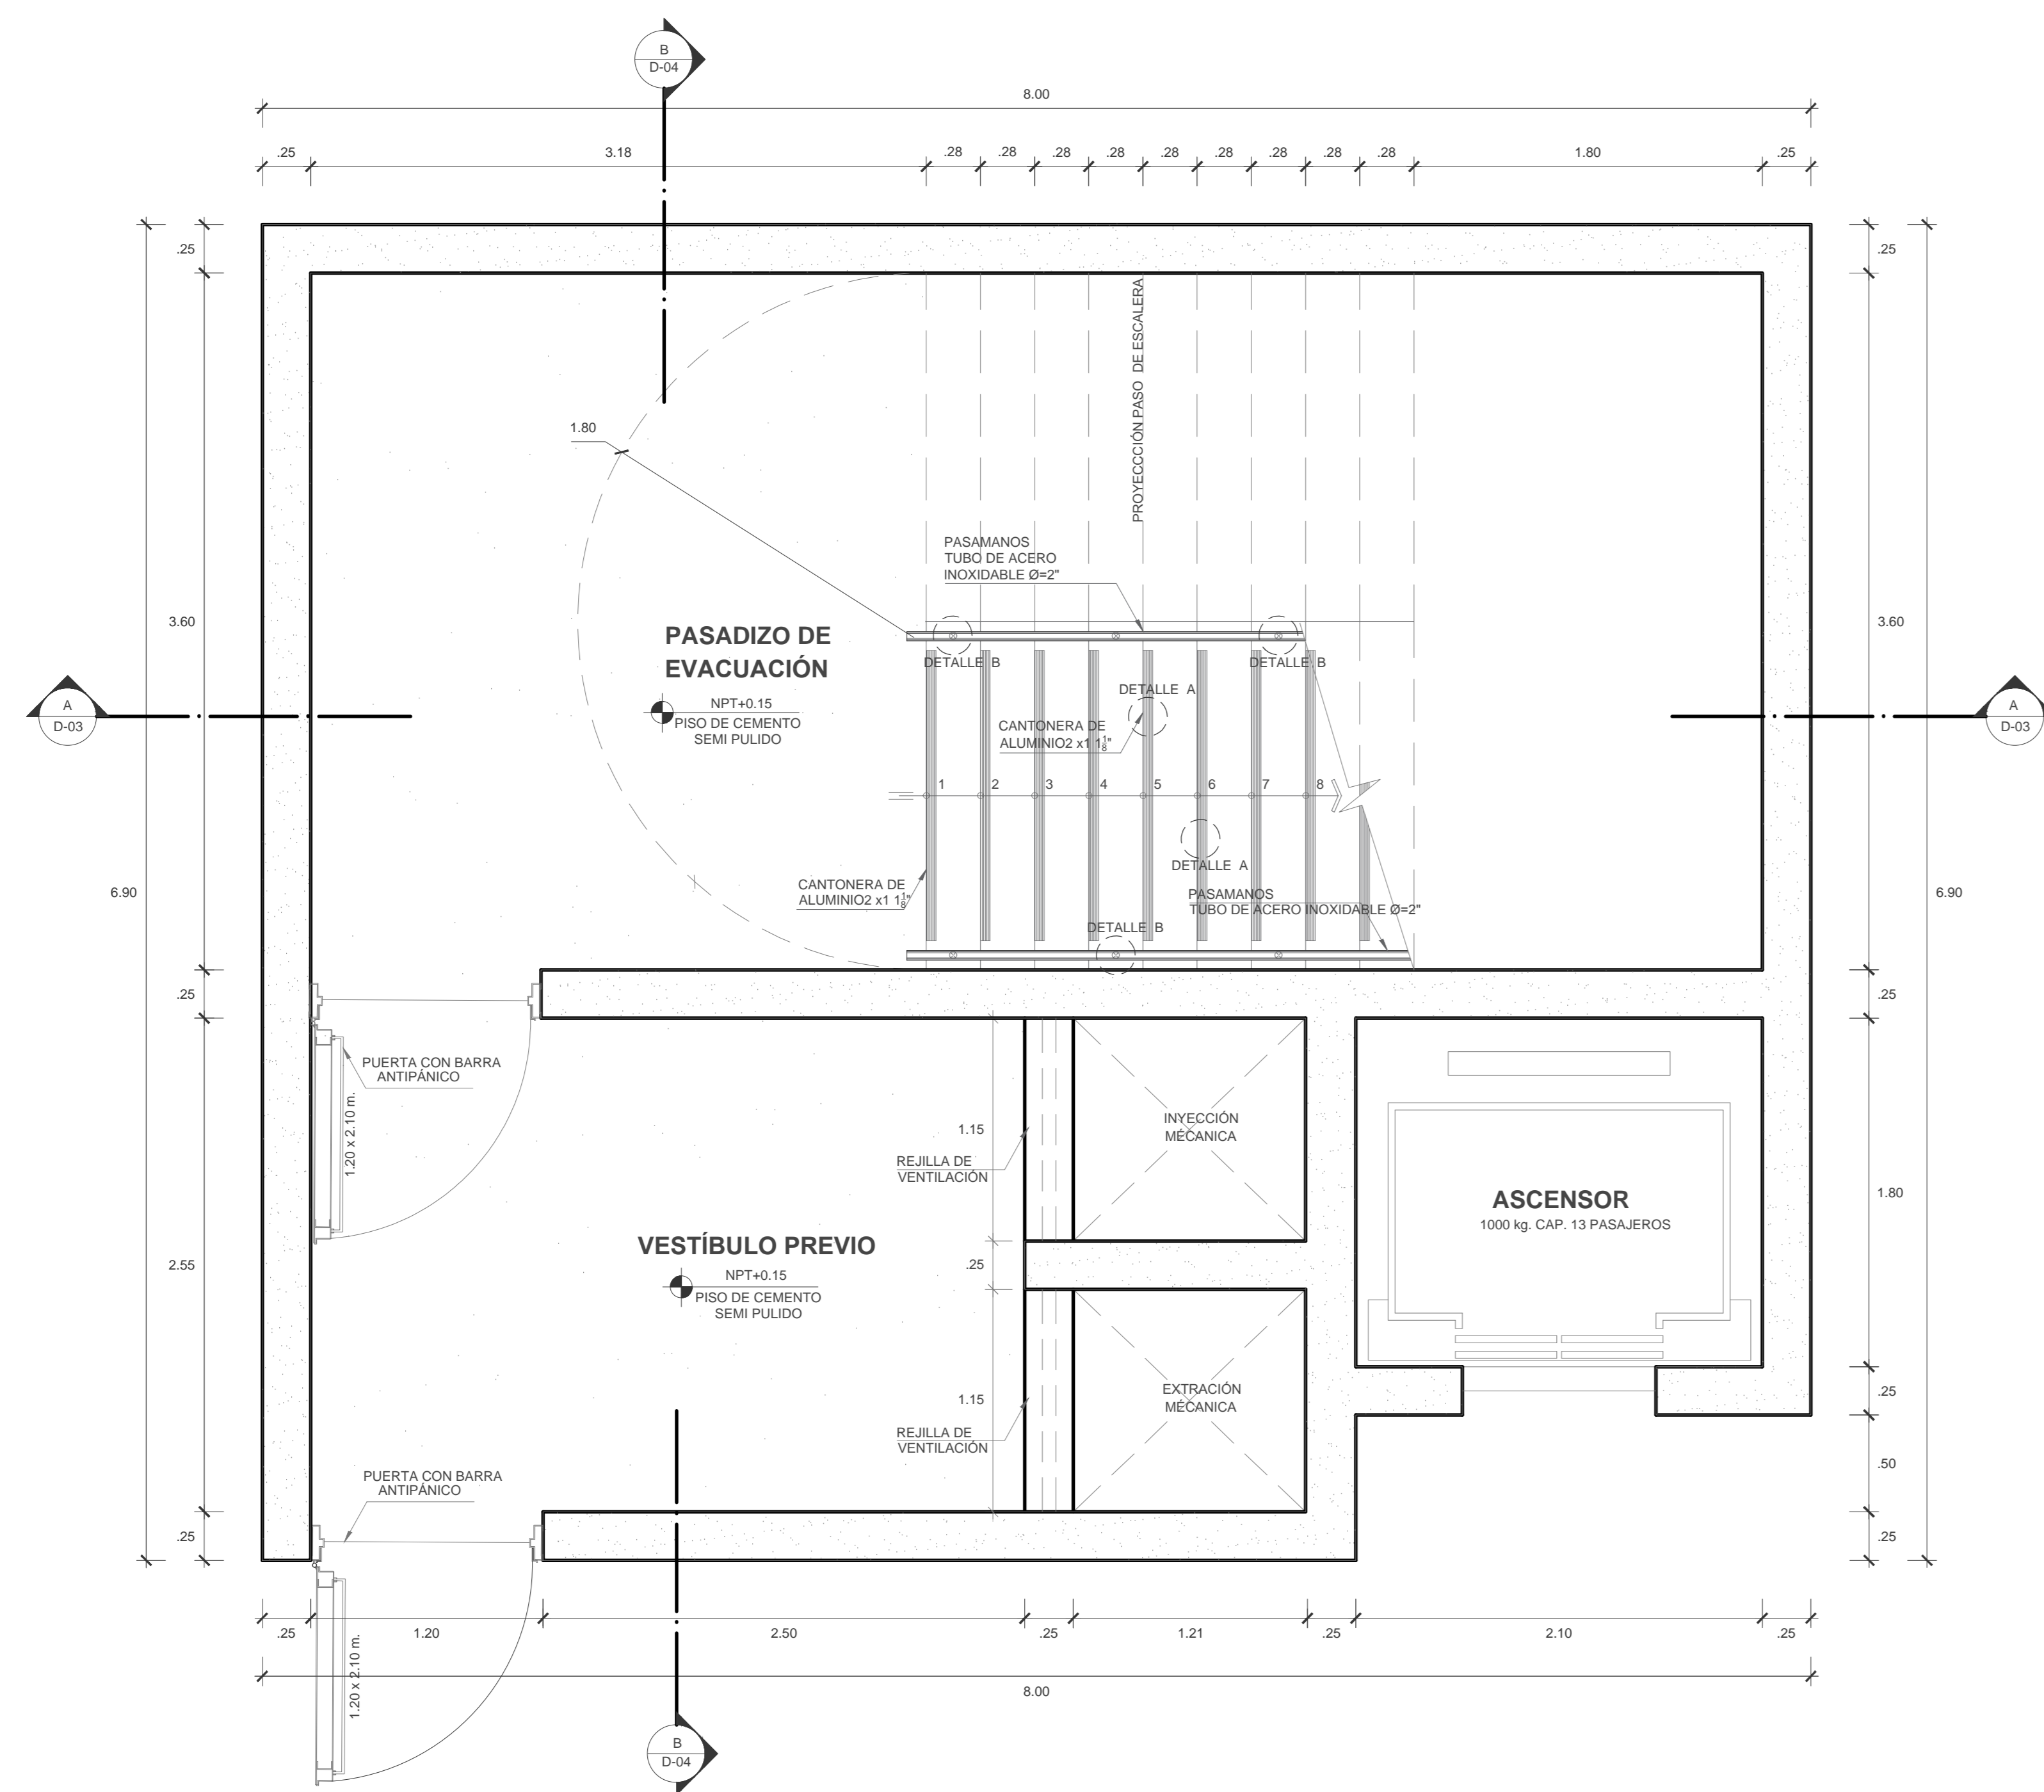 B
D-04
8.00
.25
3.18
.28
.28
.28
.28
.28
.28
.28
.28
.28
1.80
.25
.25
3.60
.25
6.90
2.55
.25
.25
3.60
.25
6.90
1.80
.25
.50
.25
PROYECCCIÓN PASO DE ESCALERA
1.80
PASAMANOS
TUBO DE ACERO
INOXIDABLE Ø=2"
PASADIZO DE
EVACUACIÓN
NPT+0.15
PISO DE CEMENTO
SEMI PULIDO
DETALLE B
DETALLE B
DETALLE A
CANTONERA DE
ALUMINIO2 x1 1⅛"
A
D-03
A
D-03
1
2
3
4
5
6
7
8
DETALLE A
CANTONERA DE
ALUMINIO2 x1 1⅛"
PASAMANOS
TUBO DE ACERO INOXIDABLE Ø=2"
DETALLE B
PUERTA CON BARRA
ANTIPÁNICO
1.20 x 2.10 m.
1.15
REJILLA DE
VENTILACIÓN
INYECCIÓN
MÉCANICA
ASCENSOR
1000 kg. CAP. 13 PASAJEROS
VESTÍBULO PREVIO
NPT+0.15
PISO DE CEMENTO
SEMI PULIDO
.25
1.15
REJILLA DE
VENTILACIÓN
EXTRACIÓN
MÉCANICA
PUERTA CON BARRA
ANTIPÁNICO
1.20 x 2.10 m.
.25
1.20
2.50
.25
1.21
.25
2.10
.25
8.00
B
D-04